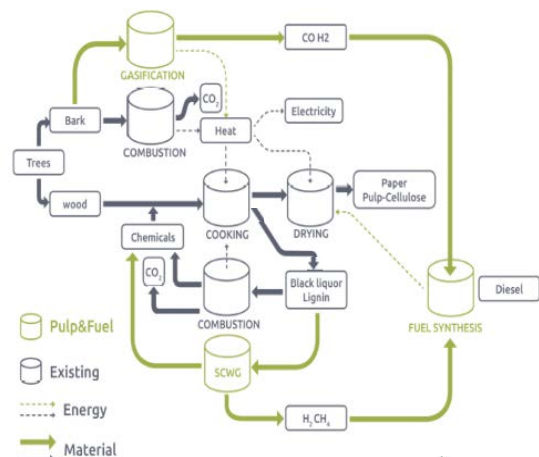 CO H2
GASIFICATION
CO2
Electricity
Bark
Heat
COMBUSTION
Trees
Paper
Pulp-Cellulose
wood
Chemicals
COOKING
DRYING
CO2
Black liquor
Lignin
Diesel
COMBUSTION
FUEL SYNTHESIS
Pulp&Fuel
SCWG
Existing
Energy
H2 CH4
Material